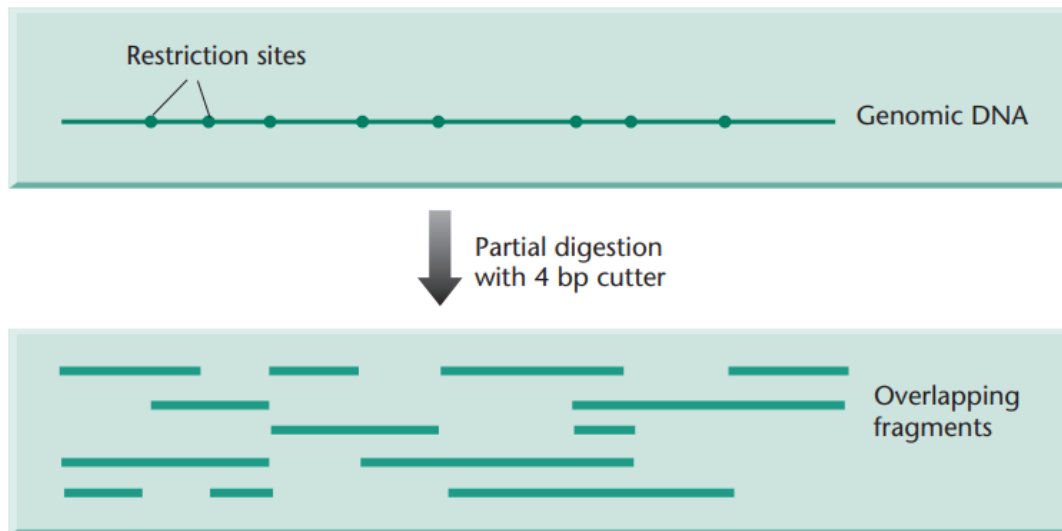 Restriction sites
Genomic DNA
Partial digestion
with 4 bp cutter
Overlapping
fragments